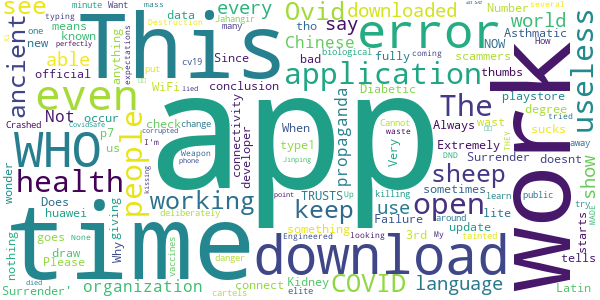 see typing Jahangir every Ovid downloaded Number world
one means known data minute Want Destruction expectations many
ancient This error Asthmatic useless
able new official anything tho say Chinese fully NOW How
cv19 mass biological scammers
Since bad application thumbs
even WiFi put lied conclusion Diabetic playstore
Not occur check change Very degree sucks wast
Crashed CovidSafe p7 us When type1 The Always
WHO people connectivity developer propaganda Extremely Surrender doesnt away
health I'm phone Weapon Jinping app Cannot waste DND THEY tried
wonder Does huawei working keep killing open sheep work show
Why giving deliberately Up use sometimes lite learn public
nothing goes None draw Please time something Failure around update try
Engineered looking 3rd My tainted starts MADE
died danger download COVID language tells
Surrender' organization vaccines connect Kidney elite Latin
cartels kissing corrupted perfectly coming several point TRUSTS